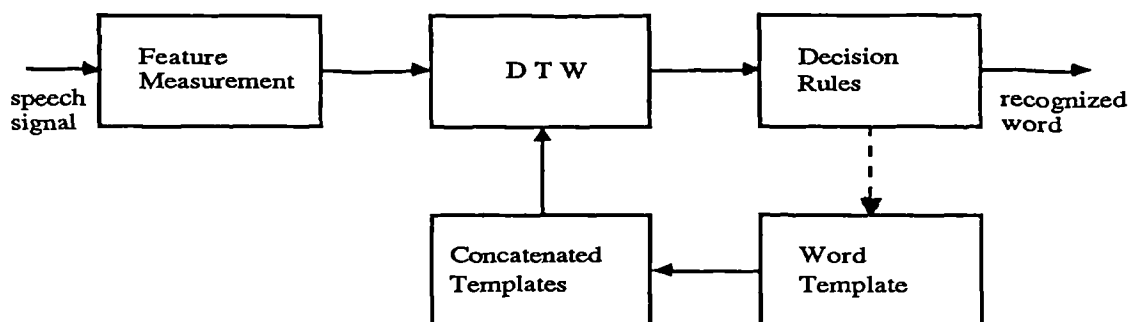 speech
signal
Feature
Measurement
D T W
Decision
Rules
recognized
word
Concatenated
Templates
Word
Template